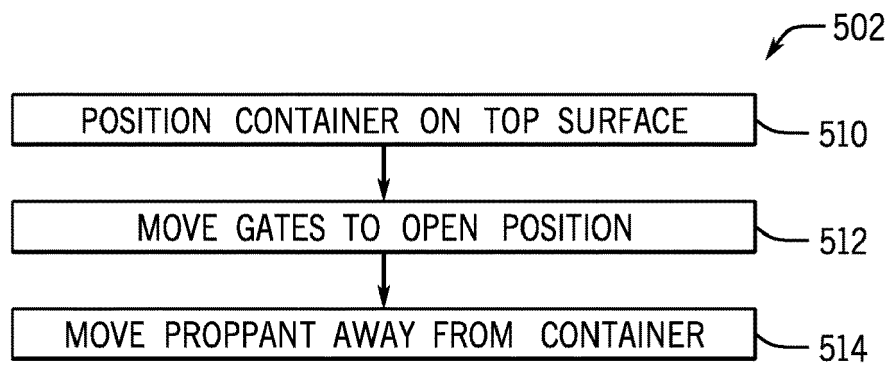 502
POSITION CONTAINER ON TOP SURFACE
510
MOVE GATES TO OPEN POSITION
512
MOVE PROPPANT AWAY FROM CONTAINER
514